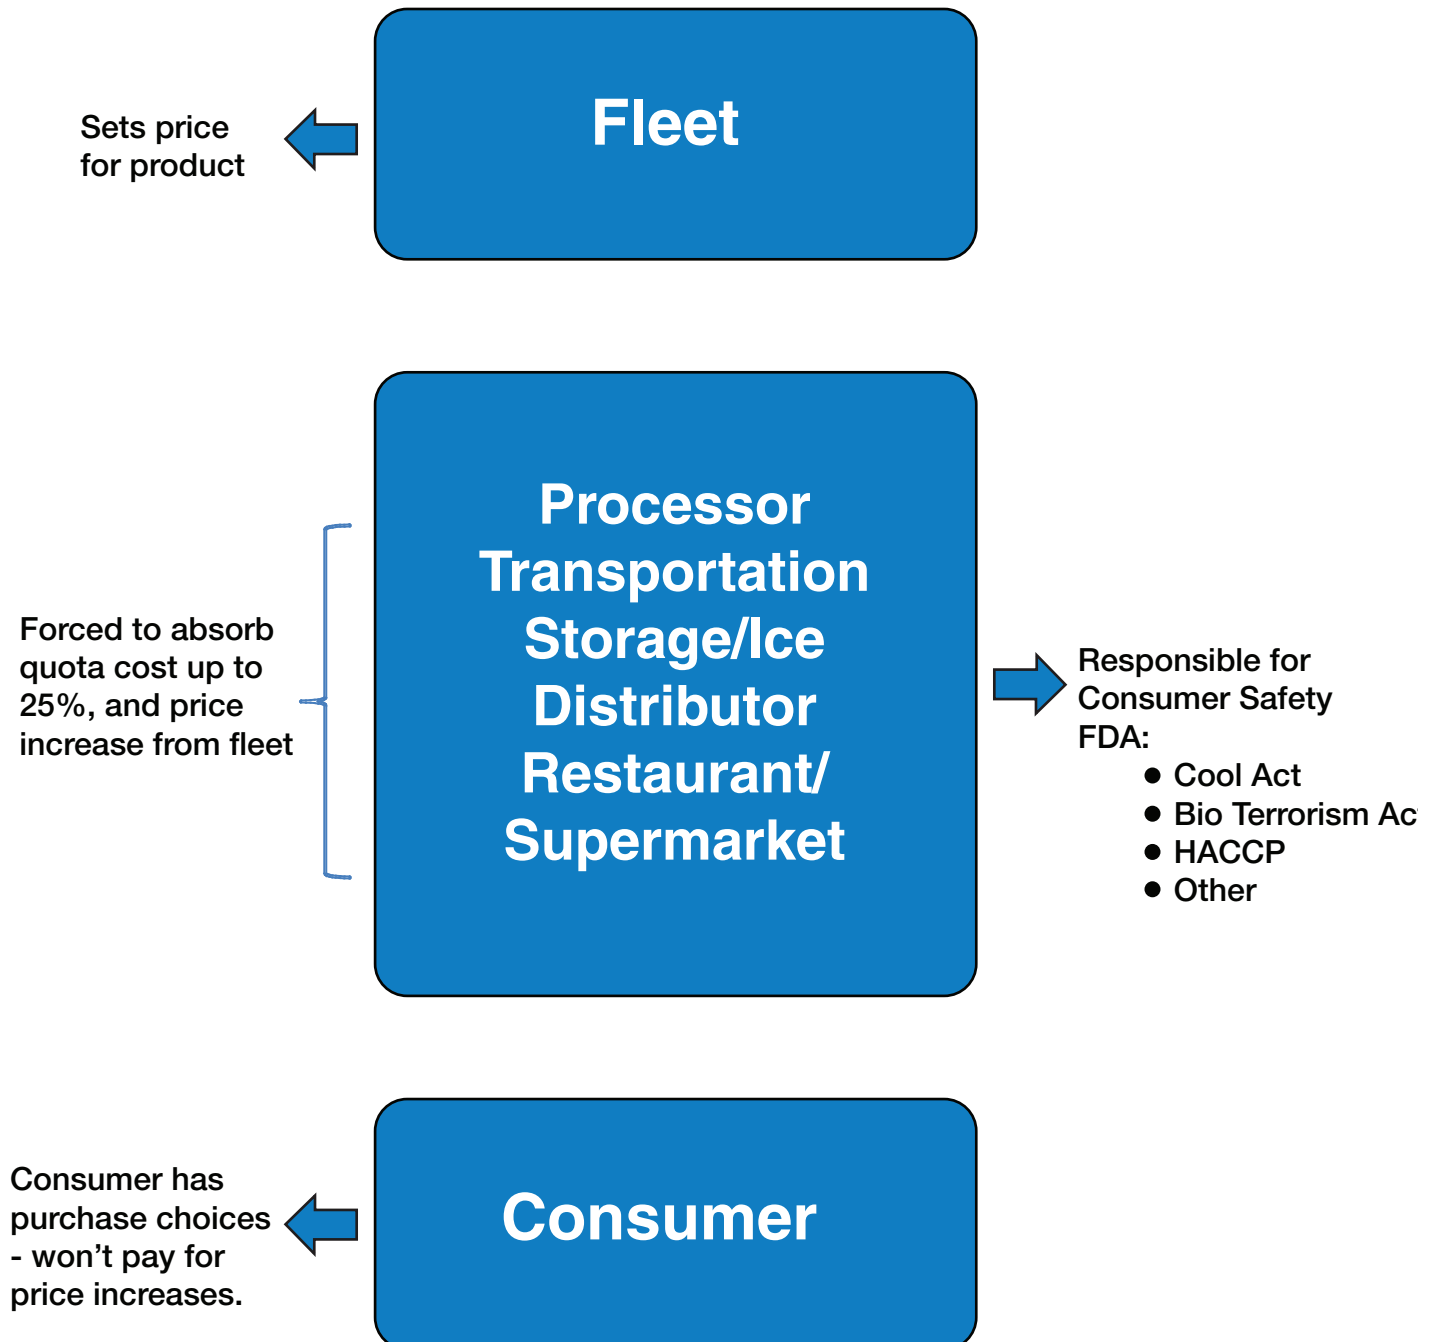 Fleet
Sets price
for product
Processor
Transportation
Storage/Ice
Distributor
Restaurant/
Supermarket
Forced to absorb
quota cost up to
25%, and price
increase from fleet
Responsible for
Consumer Safety
FDA:
● Cool Act
● Bio Terrorism Ac
● HACCP
● Other
Consumer
Consumer has
purchase choices
- won’t pay for
price increases.